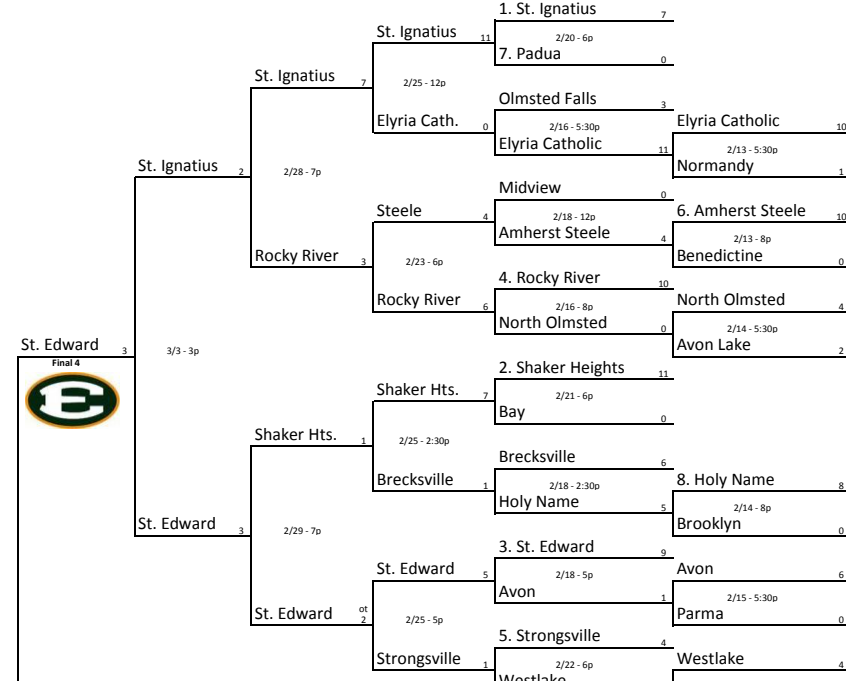 1. St. Ignatius 7
St. Ignatius 11
2/20 - 6p
7. Padua 0
St. Ignatius 7
2/25 - 12p
Olmsted Falls 3
Elyria Cath. 0
2/16 - 5:30p
Elyria Catholic 10
Elyria Catholic 11
2/13 - 5:30p
St. Ignatius 2
2/28 - 7p
Normandy 1
Midview 0
Steele 4
2/18 - 12p
6. Amherst Steele 10
Amherst Steele 4
2/13 - 8p
Rocky River 3
2/23 - 6p
Benedictine 0
4. Rocky River 10
Rocky River 6
2/16 - 8p
North Olmsted 4
North Olmsted 0
2/14 - 5:30p
St. Edward 3
3/3 - 3p
Avon Lake 2
Final 4
E
2. Shaker Heights 11
Shaker Hts. 7
2/21 - 6p
Bay 0
Shaker Hts. 1
2/25 - 2:30p
Brecksville 6
Brecksville 1
2/18 - 2:30p
8. Holy Name 8
Holy Name 5
2/14 - 8p
St. Edward 3
2/29 - 7p
Brooklyn 0
3. St. Edward 9
St. Edward 5
2/18 - 5p
Avon 6
Avon 1
2/15 - 5:30p
St. Edward ot 2
2/25 - 5p
Parma 0
5. Strongsville 4
Strongsville 1
2/22 - 6p
Westlake 4
Westlake